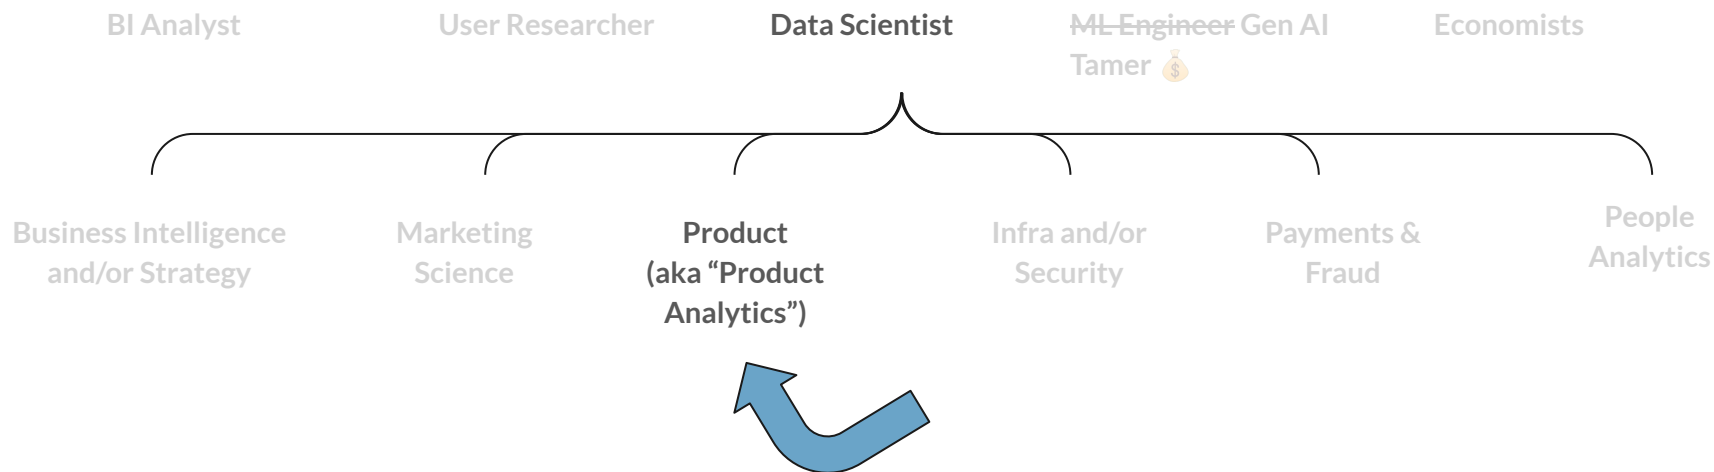 BI Analyst
User Researcher
Data Scientist
ML Engineer Gen AI
Tamer 💰
Economists
Business Intelligence
and/or Strategy
Marketing
Science
Product
(aka “Product
Analytics”)
Infra and/or
Security
Payments &
Fraud
People
Analytics